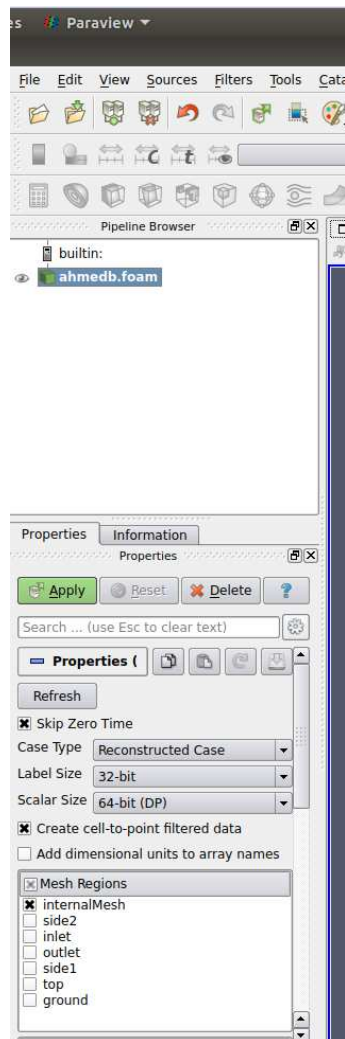 es Paraview
File Edit View Sources Filters Tools Cata
Pipeline Browser
builtin:
ahmedb.foam
Properties Information
Properties
Apply Reset Delete ?
Search ... (use Esc to clear text)
Properties (
Refresh
Skip Zero Time
Case Type Reconstructed Case
Label Size 32-bit
Scalar Size 64-bit (DP)
Create cell-to-point filtered data
Add dimensional units to array names
Mesh Regions
internalMesh
side2
inlet
outlet
side1
top
ground